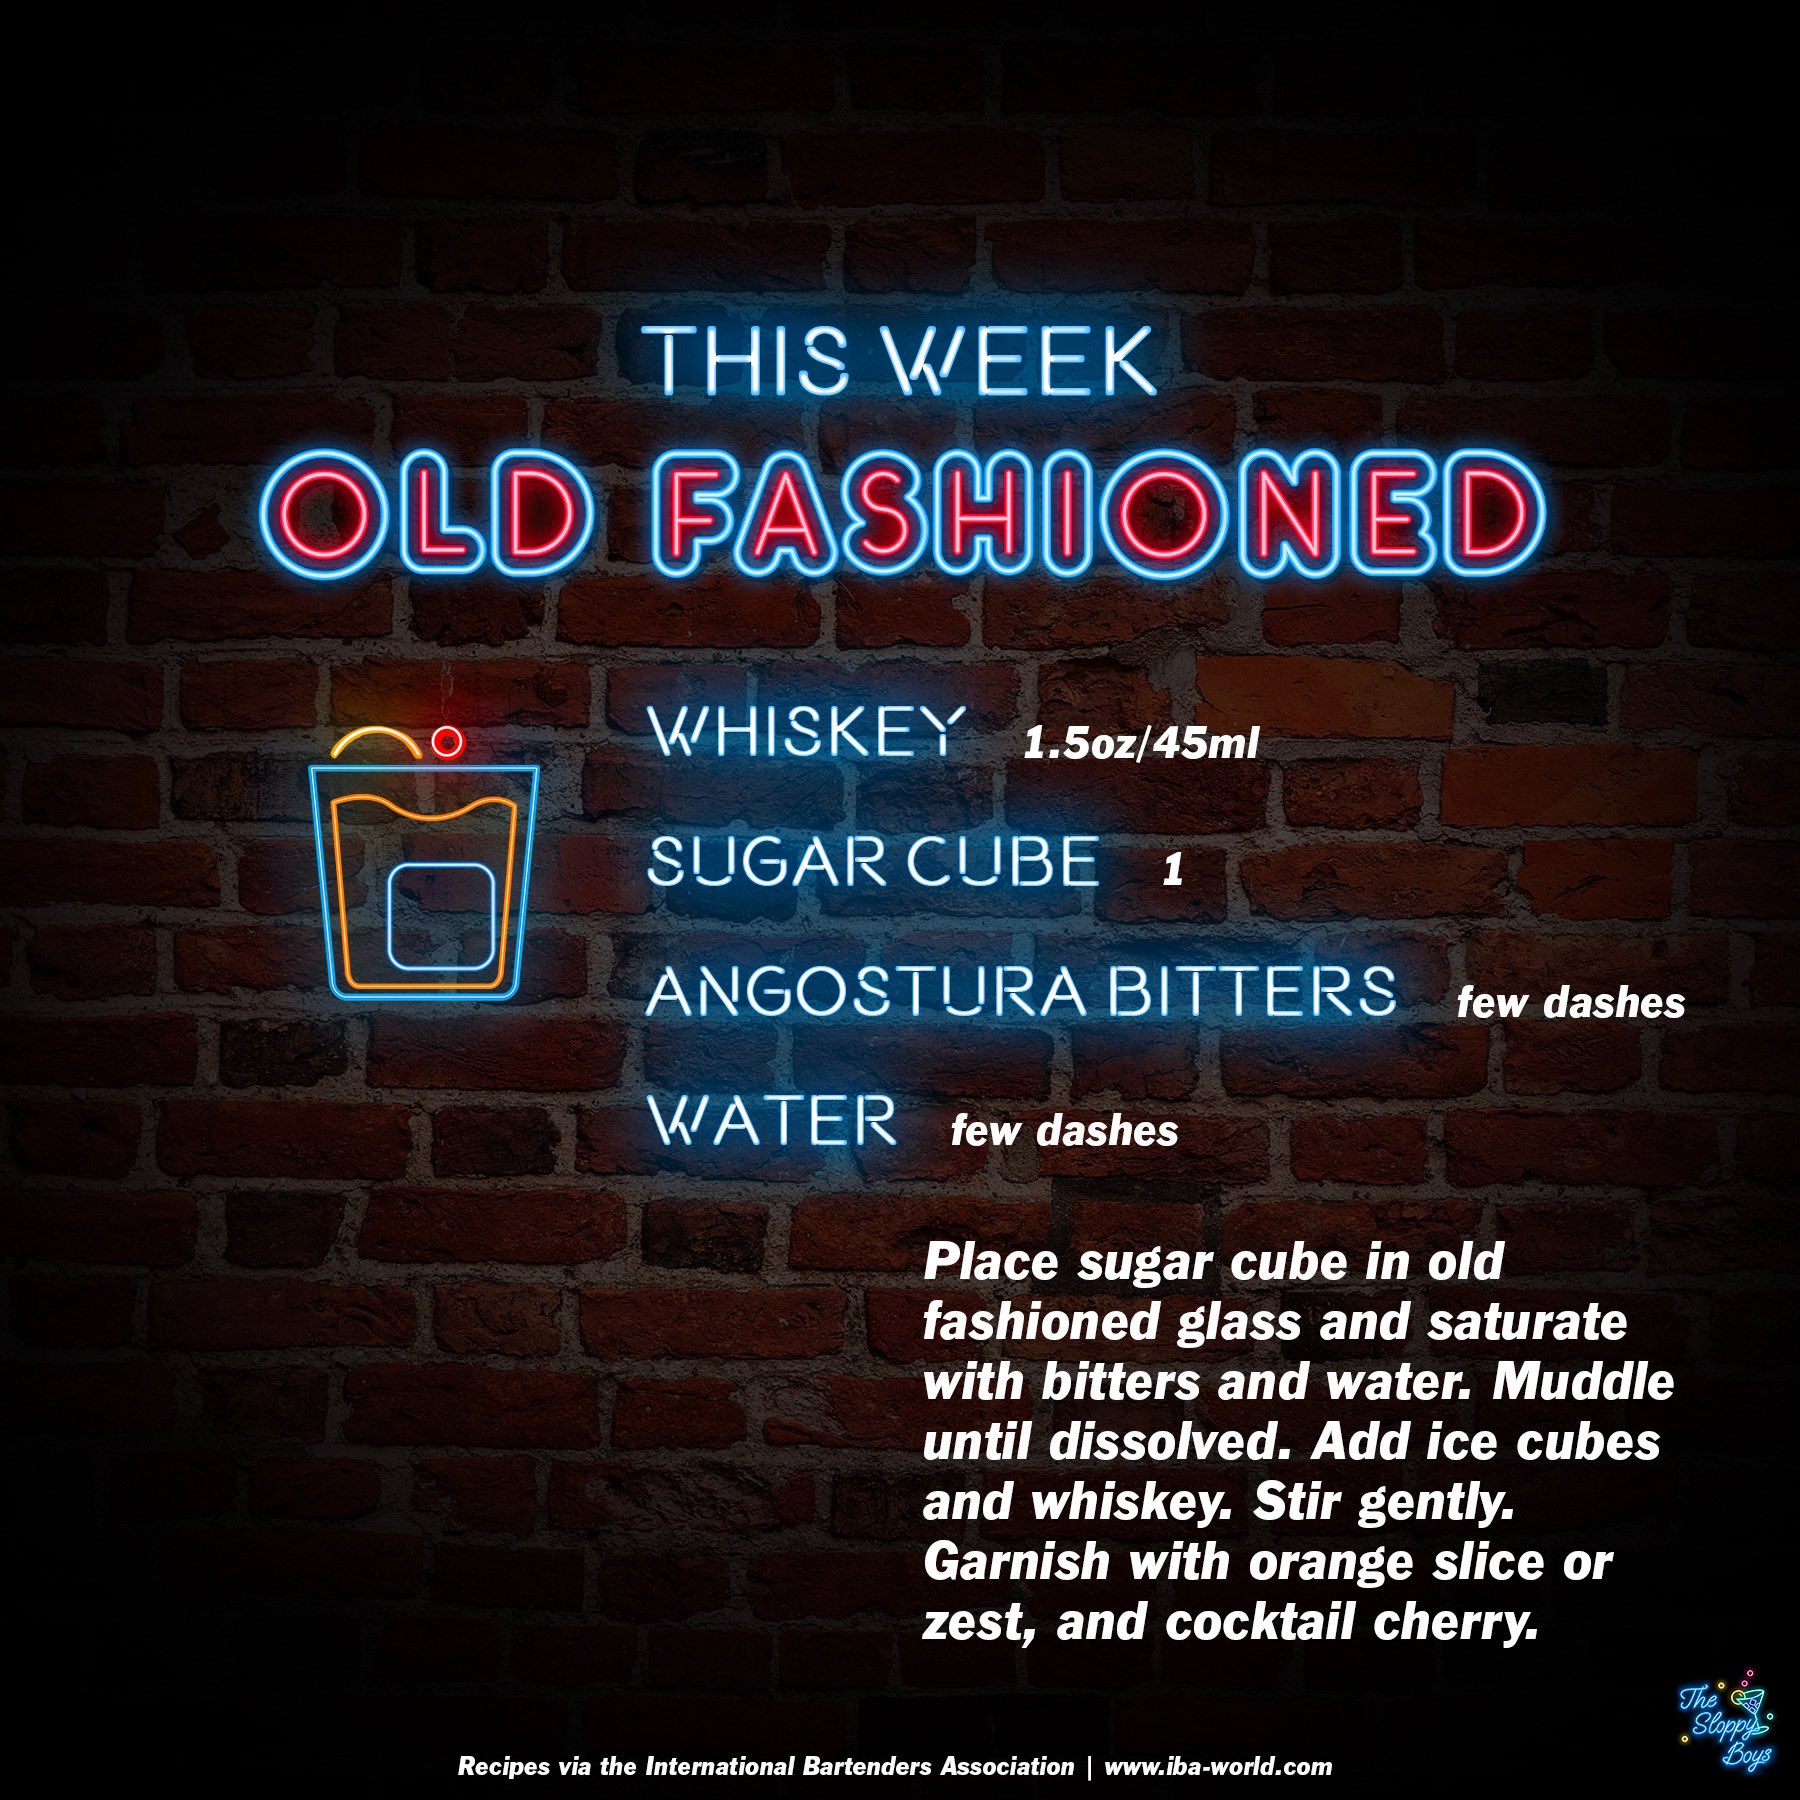 THIS WEEK
OLD FASHIONED
WHISKEY 1.5oz/45ml
SUGAR CUBE 1
ANGOSTURA BITTERS few dashes
WATER few dashes
Place sugar cube in old
fashioned glass and saturate
with bitters and water. Muddle
until dissolved. Add ice cubes
and whiskey. Stir gently.
Garnish with orange slice or
zest, and cocktail cherry.
The
Sloppy
Boys
Recipes via the International Bartenders Association | www.iba-world.com